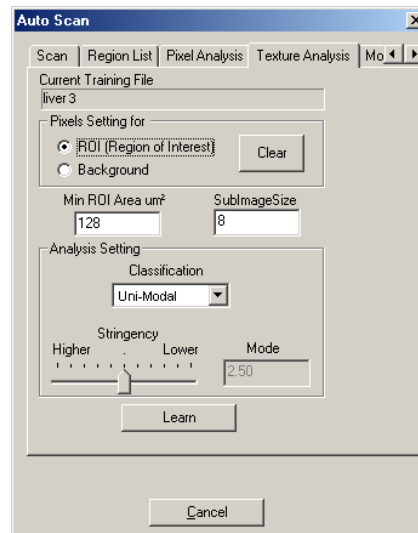 Auto Scan
Scan Region List Pixel Analysis Texture Analysis Mo
Current Training File
liver 3
Pixels Setting for
ROI (Region of Interest)
Background
Clear
Min ROI Area um² SubImageSize
128 8
Analysis Setting
Classification
Uni-Modal
Stringency
Higher . Lower Mode
2.50
Learn
Cancel